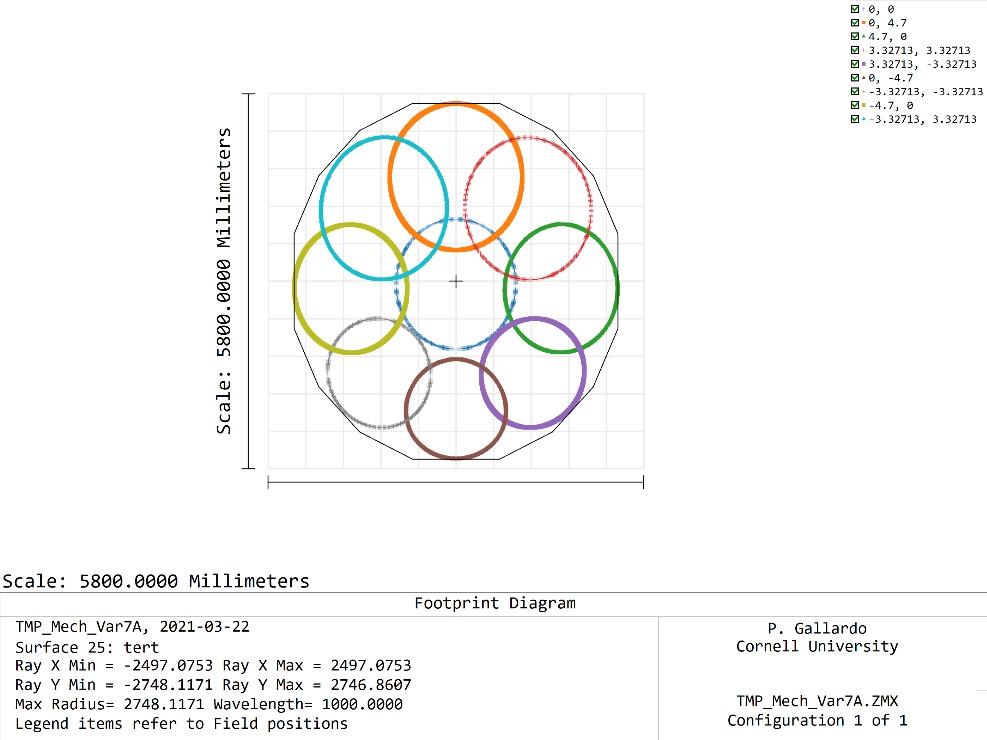 0, 0
0, 4.7
4.7, 0
3.32713, 3.32713
3.32713, -3.32713
0, -4.7
-3.32713, -3.32713
-4.7, 0
-3.32713, 3.32713
Scale: 5800.0000 Millimeters
Scale: 5800.0000 Millimeters
Footprint Diagram
TMP_Mech_Var7A, 2021-03-22
Surface 25: tert
Ray X Min = -2497.0753 Ray X Max = 2497.0753
Ray Y Min = -2748.1171 Ray Y Max = 2746.8607
Max Radius= 2748.1171 Wavelength= 1000.0000
Legend items refer to Field positions
P. Gallardo
Cornell University
TMP_Mech_Var7A.ZMX
Configuration 1 of 1